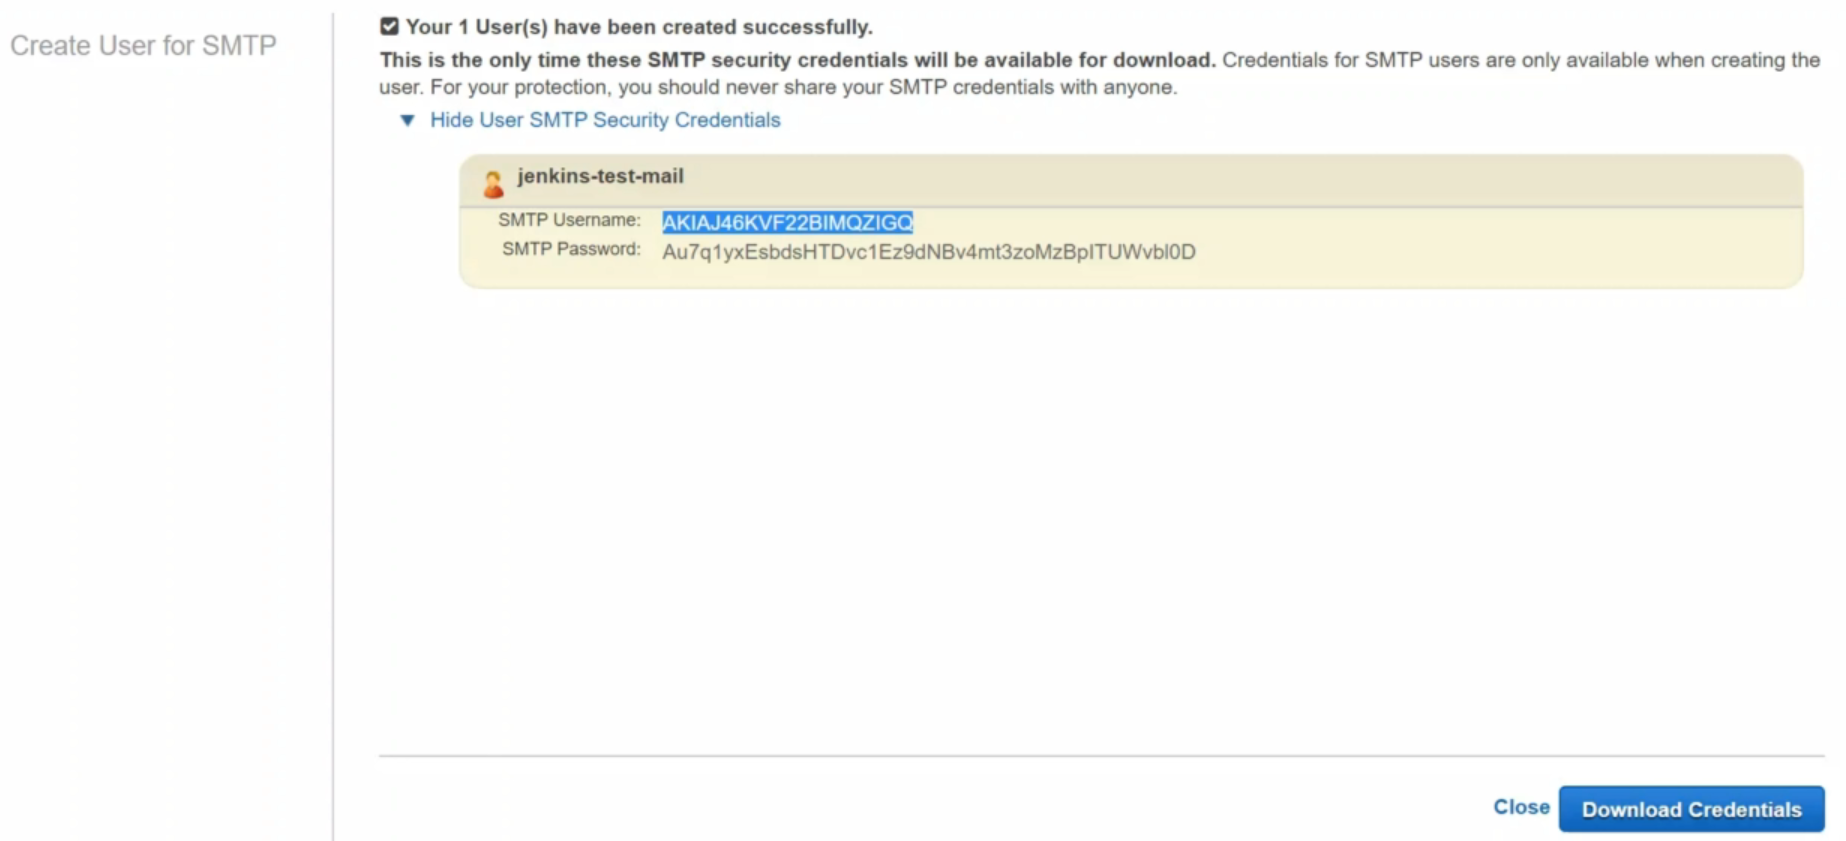 Create User for SMTP
Your 1 User(s) have been created successfully.
This is the only time these SMTP security credentials will be available for download. Credentials for SMTP users are only available when creating the
user. For your protection, you should never share your SMTP credentials with anyone.
Hide User SMTP Security Credentials
jenkins-test-mail
SMTP Username: AKIAJ46KVF22BIMQZIGQ
SMTP Password: Au7q1yxEsbdsHTDvc1Ez9dNBv4mt3zoMzBpITUWvbI0D
Close
Download Credentials